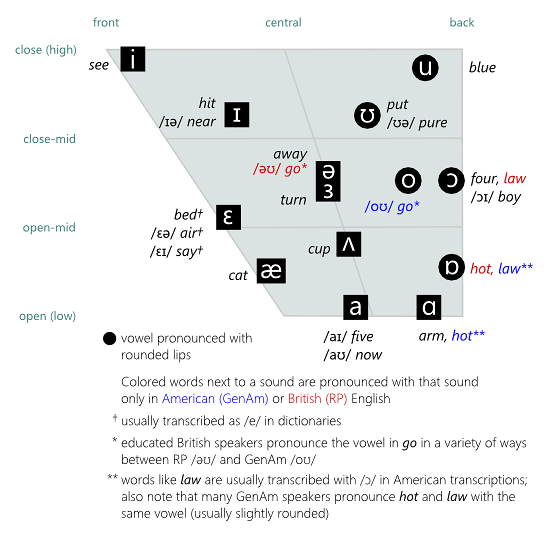 front central back
close (high)
see i u blue
hit put
/ɪə/ near ɪ ʊ /ʊə/ pure
close-mid
away
/əʊ/ go* ə o ɔ four, law
turn ɜ /oʊ/ go* /ɔɪ/ boy
open-mid
bed† ɛ
/ɛə/ air†
/ɛɪ/ say†
cup ʌ
cat æ ɒ hot, law**
open (low) a ɑ
/aɪ/ five arm, hot**
/aʊ/ now
vowel pronounced with
rounded lips
Colored words next to a sound are pronounced with that sound
only in American (GenAm) or British (RP) English
† usually transcribed as /e/ in dictionaries
* educated British speakers pronounce the vowel in go in a variety of ways
between RP /əʊ/ and GenAm /oʊ/
** words like law are usually transcribed with /ɔ/ in American transcriptions;
also note that many GenAm speakers pronounce hot and law with the
same vowel (usually slightly rounded)